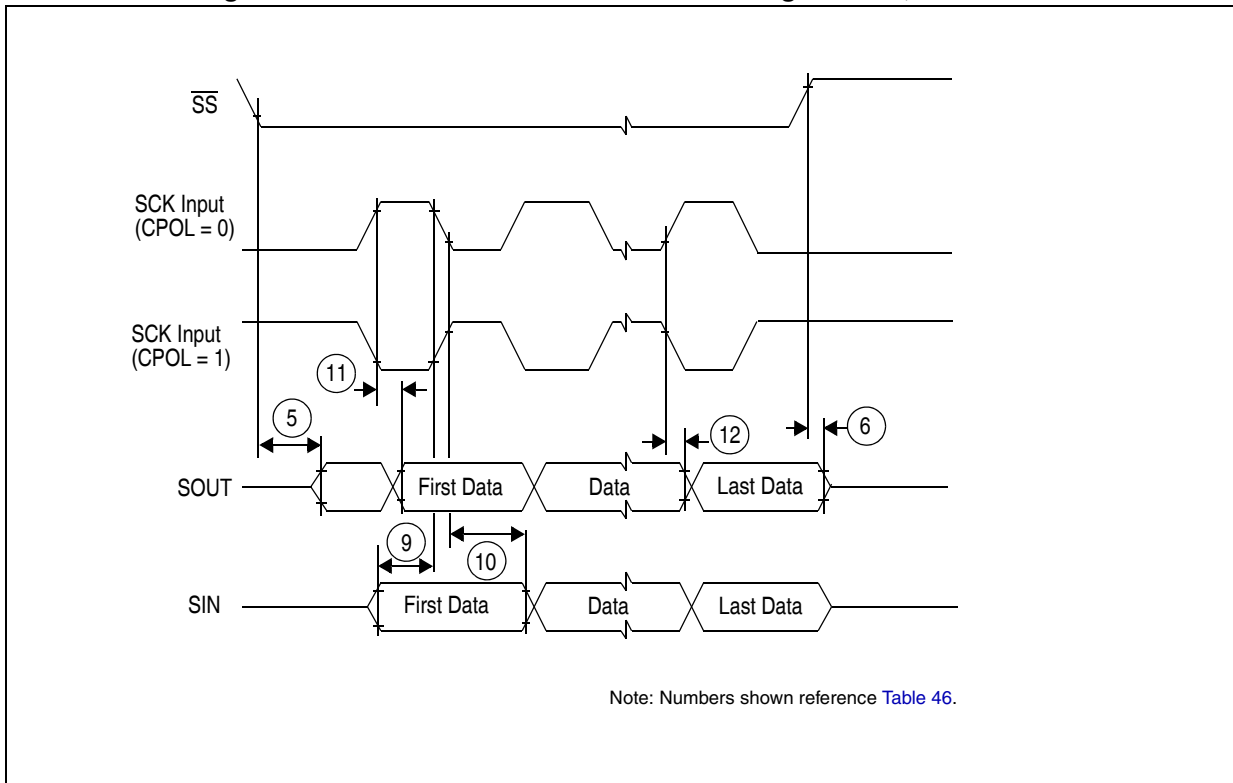 SS
SCK Input
(CPOL = 0)
SCK Input
(CPOL = 1)
11
5
12
6
SOUT
First Data
Data
Last Data
9
10
SIN
First Data
Data
Last Data
Note: Numbers shown reference Table 46.